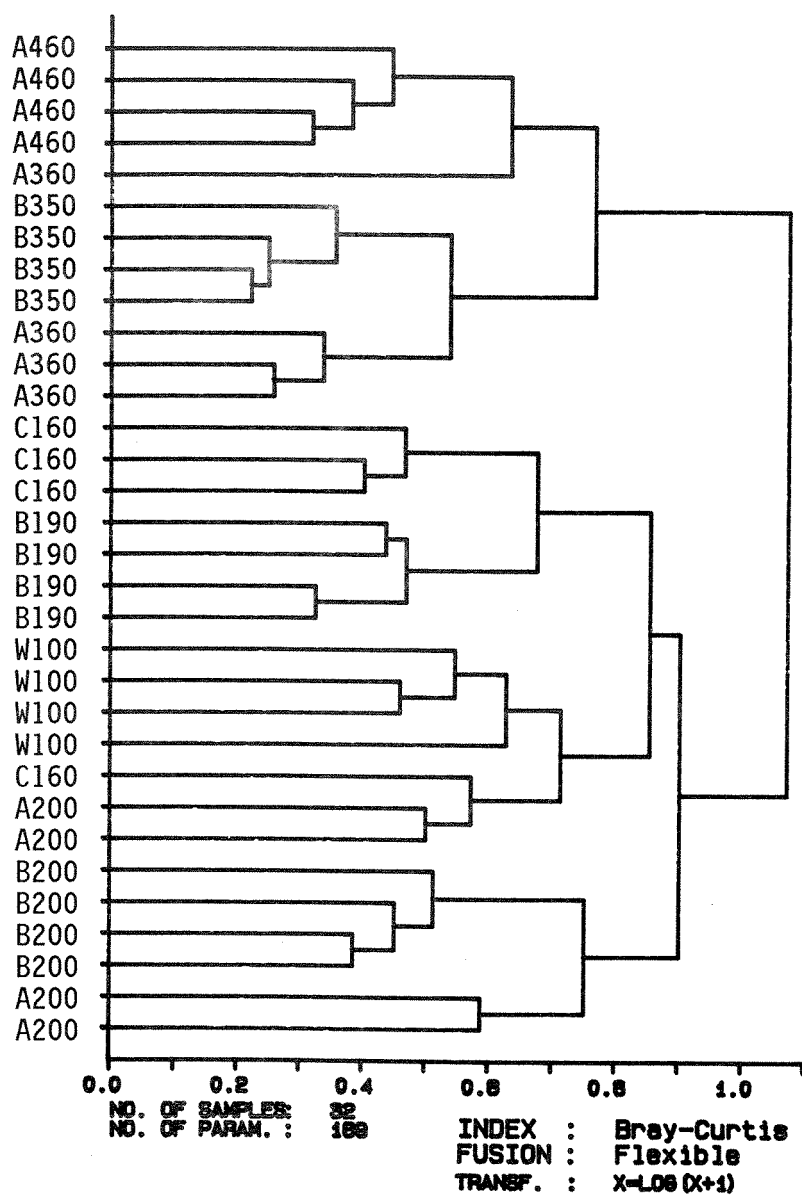 A460
A460
A460
A460
A360
B350
B350
B350
B350
A360
A360
A360
C160
C160
C160
B190
B190
B190
B190
W100
W100
W100
W100
C160
A200
A200
B200
B200
B200
B200
A200
A200
0.0 0.2 0.4 0.6 0.8 1.0
NO. OF SAMPLES: 32
NO. OF PARAM. : 189
INDEX : Bray-Curtis
FUSION : Flexible
TRANSF. : X=LOG(X+1)